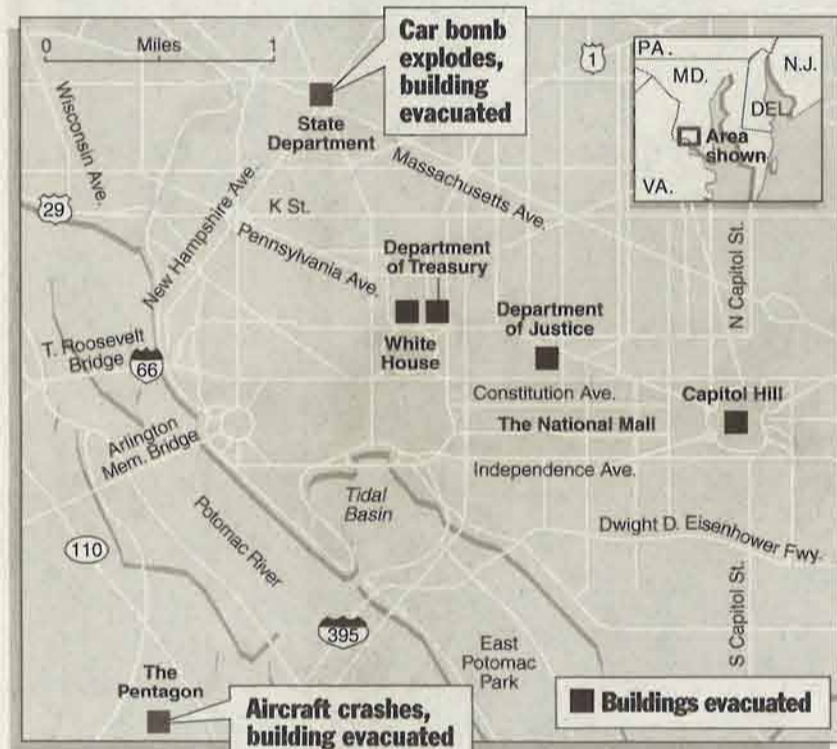 0 Miles 1
Car bomb
explodes,
building
evacuated
1
PA.
MD.
N.J.
DEL.
Area
shown
VA.
Wisconsin Ave.
State
Department
Massachusetts Ave.
29
New Hampshire Ave.
K St.
Pennsylvania Ave.
Department
of Treasury
N Capitol St.
White
House
Department
of Justice
T. Roosevelt
Bridge
66
Constitution Ave.
Capitol Hill
The National Mall
Arlington
Mem. Bridge
Independence Ave.
Tidal
Basin
Potomac River
Dwight D. Eisenhower Fwy.
110
395
S Capitol St.
East
Potomac
Park
The
Pentagon
Aircraft crashes,
building evacuated
Buildings evacuated